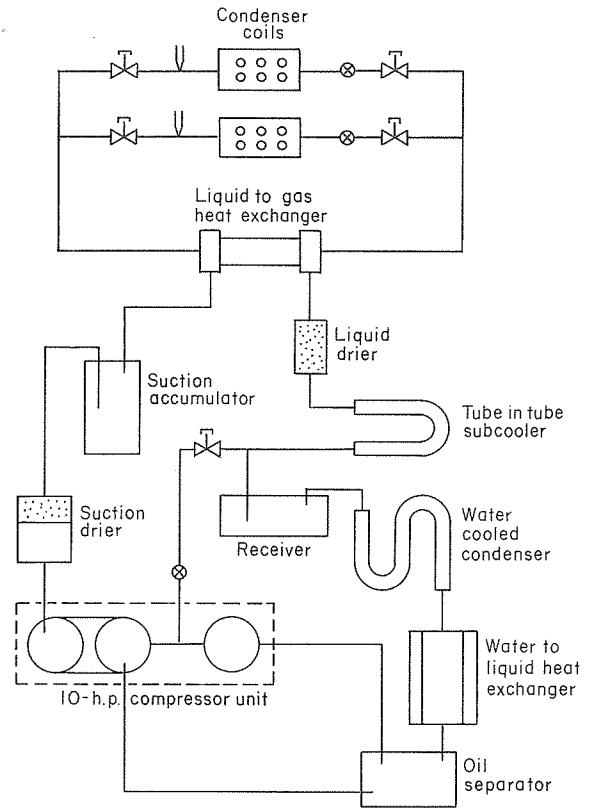 Condenser
coils
Liquid to gas
heat exchanger
Liquid
drier
Suction
accumulator
Tube in tube
subcooler
Suction
drier
Receiver
Water
cooled
condenser
Water to
liquid heat
exchanger
10-h.p. compressor unit
Oil
separator